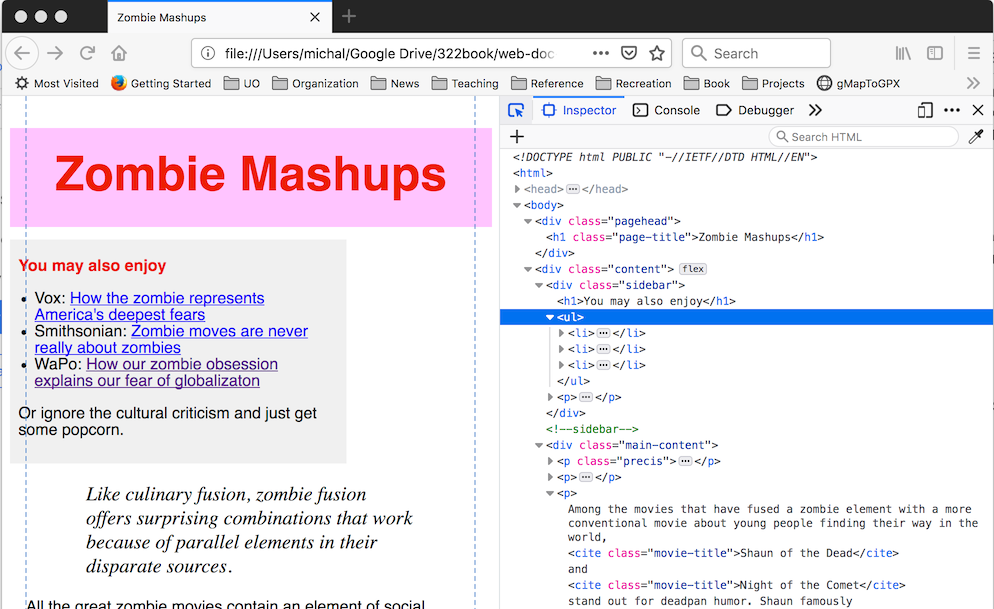 Zombie Mashups
file:///Users/michal/Google Drive/322book/web-doc
Search
Most Visited Getting Started UO Organization News Teaching Reference Recreation Book Projects gMapToGPX
Inspector Console Debugger
Search HTML
Zombie Mashups
You may also enjoy
Vox: How the zombie represents
America's deepest fears
Smithsonian: Zombie moves are never
really about zombies
WaPo: How our zombie obsession
explains our fear of globalizaton
Or ignore the cultural criticism and just get
some popcorn.
Like culinary fusion, zombie fusion
offers surprising combinations that work
because of parallel elements in their
disparate sources.
All the great zombie movies contain an element of social
<!DOCTYPE html PUBLIC "-//IETF//DTD HTML//EN">
<html>
<head>…</head>
<body>
<div class="pagehead">
<h1 class="page-title">Zombie Mashups</h1>
</div>
<div class="content"> flex
<div class="sidebar">
<h1>You may also enjoy</h1>
<ul>
<li>…</li>
<li>…</li>
<li>…</li>
</ul>
<p>…</p>
</div>
<!--sidebar-->
<div class="main-content">
<p class="precis">…</p>
<p>…</p>
<p>
Among the movies that have fused a zombie element with a more
conventional movie about young people finding their way in the
world,
<cite class="movie-title">Shaun of the Dead</cite>
and
<cite class="movie-title">Night of the Comet</cite>
stand out for deadpan humor. Shaun famously